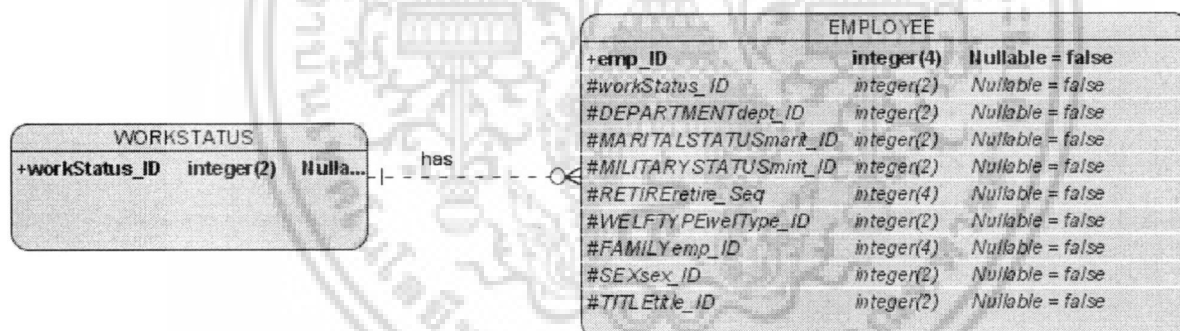 EMPLOYEE
+emp_ID integer(4) Nullable = false
#workStatus_ID integer(2) Nullable = false
#DEPARTMENTdept_ID integer(2) Nullable = false
#MARITALSTATUSmarit_ID integer(2) Nullable = false
#MILITARYSTATUSmint_ID integer(2) Nullable = false
#RETIREretire_Seq integer(4) Nullable = false
#WELFTYPEwelType_ID integer(2) Nullable = false
#FAMILYemp_ID integer(4) Nullable = false
#SEXsex_ID integer(2) Nullable = false
#TITLEtitle_ID integer(2) Nullable = false
WORKSTATUS
+workStatus_ID integer(2) Nulla...
has